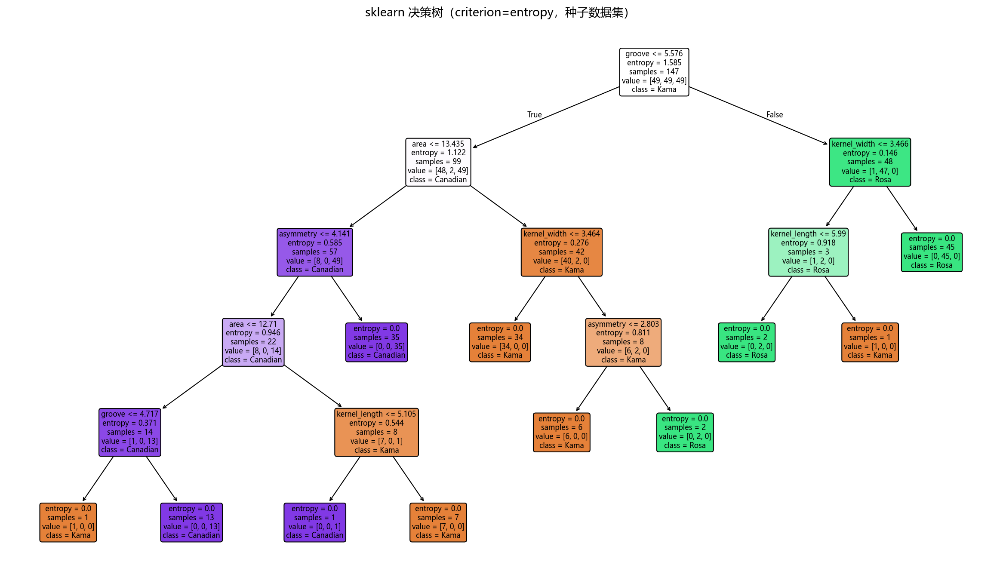 sklearn 决策树（criterion=entropy，种子数据集）
groove <= 5.576
entropy = 1.585
samples = 147
value = [49, 49, 49]
class = Kama
True
False
area <= 13.435
entropy = 1.122
samples = 99
value = [48, 2, 49]
class = Canadian
kernel_width <= 3.466
entropy = 0.146
samples = 48
value = [1, 47, 0]
class = Rosa
asymmetry <= 4.141
entropy = 0.585
samples = 57
value = [8, 0, 49]
class = Canadian
kernel_width <= 3.464
entropy = 0.276
samples = 42
value = [40, 2, 0]
class = Kama
kernel_length <= 5.99
entropy = 0.918
samples = 3
value = [1, 2, 0]
class = Rosa
entropy = 0.0
samples = 45
value = [0, 45, 0]
class = Rosa
area <= 12.71
entropy = 0.946
samples = 22
value = [8, 0, 14]
class = Canadian
entropy = 0.0
samples = 35
value = [0, 0, 35]
class = Canadian
entropy = 0.0
samples = 34
value = [34, 0, 0]
class = Kama
asymmetry <= 2.803
entropy = 0.811
samples = 8
value = [6, 2, 0]
class = Kama
entropy = 0.0
samples = 2
value = [0, 2, 0]
class = Rosa
entropy = 0.0
samples = 1
value = [1, 0, 0]
class = Kama
groove <= 4.717
entropy = 0.371
samples = 14
value = [1, 0, 13]
class = Canadian
kernel_length <= 5.105
entropy = 0.544
samples = 8
value = [7, 0, 1]
class = Kama
entropy = 0.0
samples = 6
value = [6, 0, 0]
class = Kama
entropy = 0.0
samples = 2
value = [0, 2, 0]
class = Rosa
entropy = 0.0
samples = 1
value = [1, 0, 0]
class = Kama
entropy = 0.0
samples = 13
value = [0, 0, 13]
class = Canadian
entropy = 0.0
samples = 1
value = [0, 0, 1]
class = Canadian
entropy = 0.0
samples = 7
value = [7, 0, 0]
class = Kama